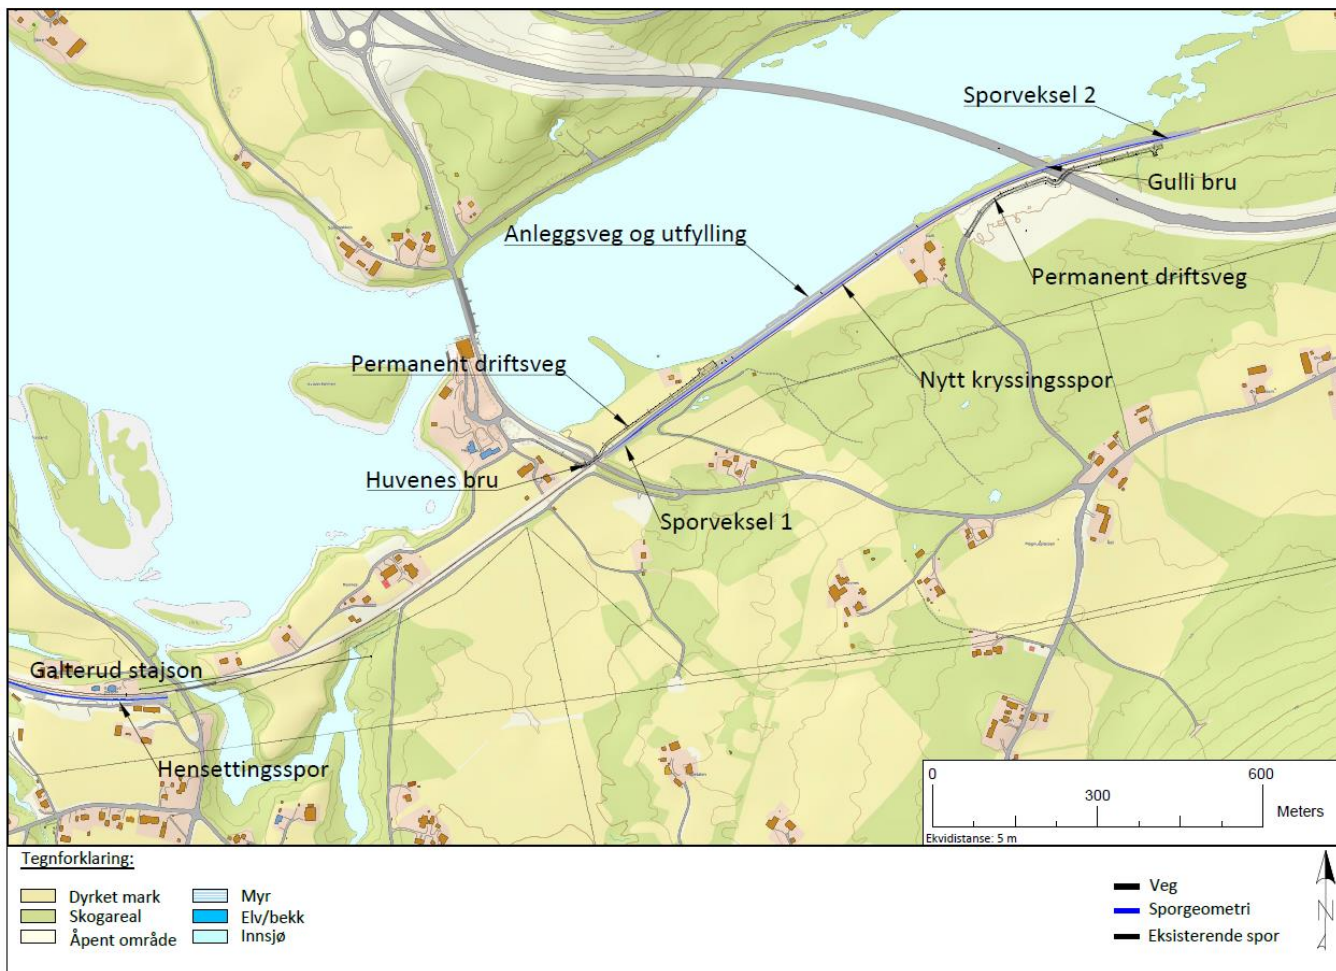 Sporveksel 2
Gulli bru
Anleggsveg og utfylling
Permanent driftsveg
Permanent driftsveg
Nytt kryssingsspor
Huvenes bru
Sporveksel 1
Galterud stajson
Hensettingsspor
0
600
300
Meters
Ekvidistanse: 5 m
Tegnforklaring:
Dyrket mark
Skogareal
Åpent område
Myr
Elv/bekk
Innsjø
Veg
Sporgeometri
Eksisterende spor
N